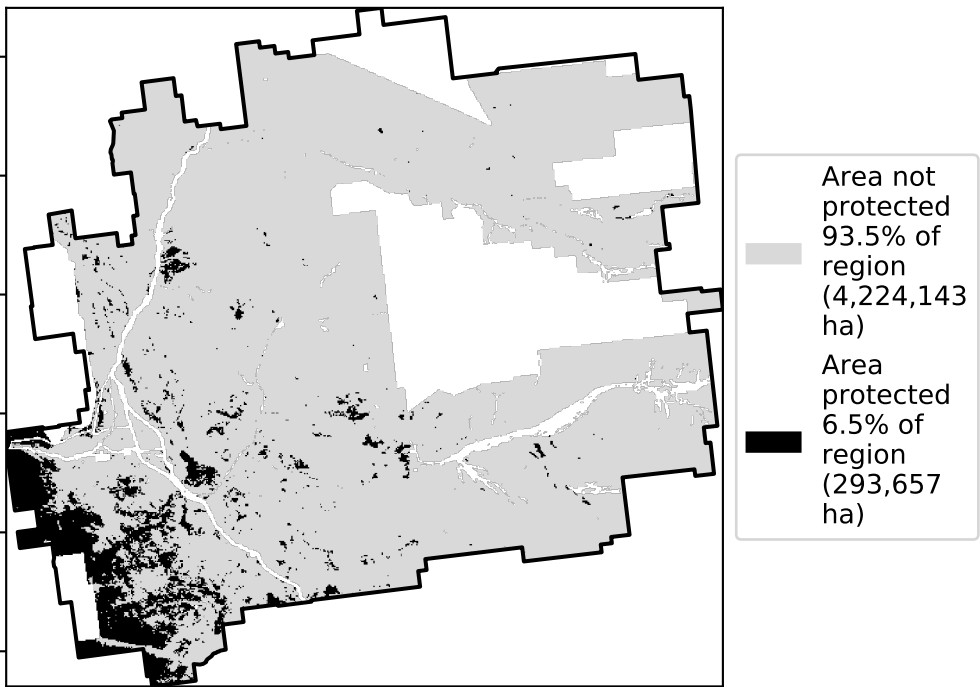 Area not
protected
93.5% of
region
(4,224,143
ha)
Area
protected
6.5% of
region
(293,657
ha)